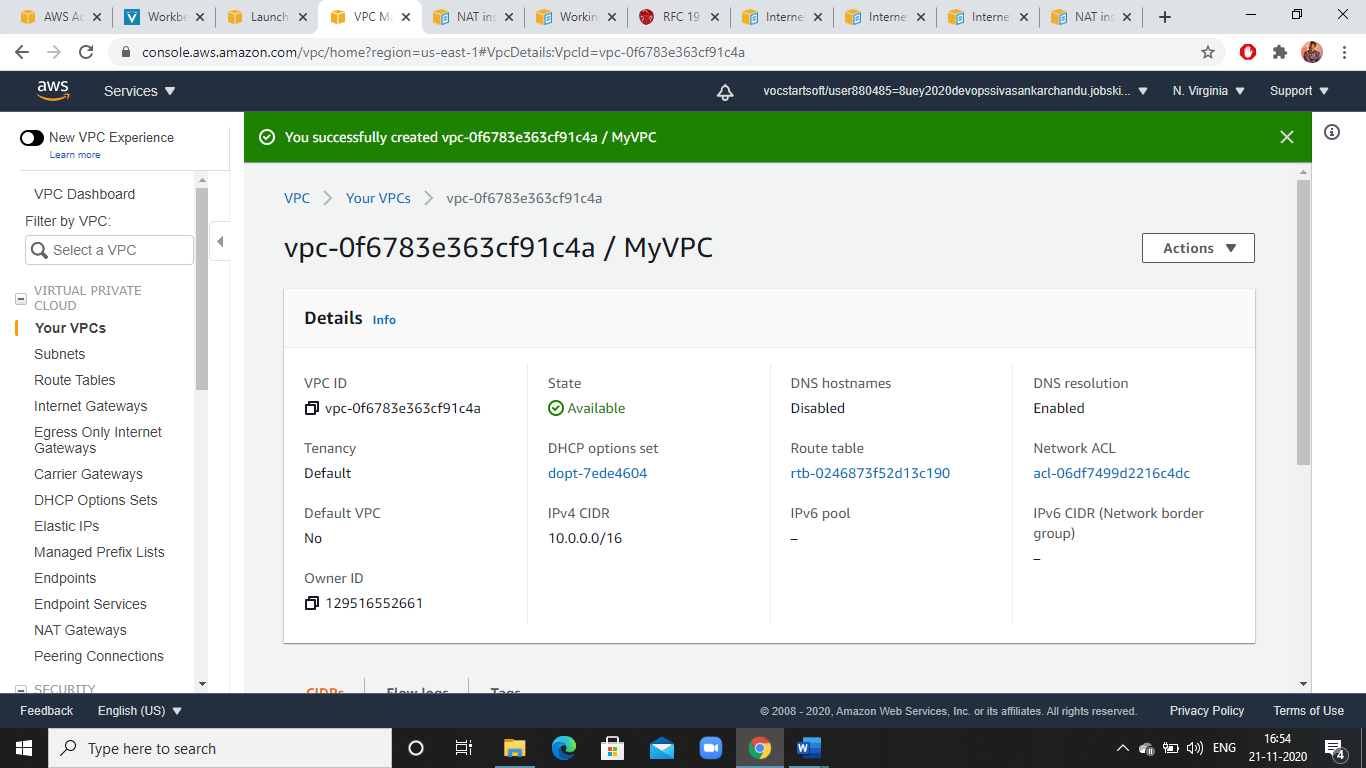 AWS Ac
Workbe
Launch
VPC Ma
NAT ins
Working
RFC 19
Interne
Interne
Interne
NAT ins
console.aws.amazon.com/vpc/home?region=us-east-1#VpcDetails:VpcId=vpc-0f6783e363cf91c4a
aws
Services
vocstartsoft/user880485=8uey2020devopssivasankarchandu.jobski...
N. Virginia
Support
New VPC Experience
Learn more
You successfully created vpc-0f6783e363cf91c4a / MyVPC
VPC Dashboard
Filter by VPC:
Select a VPC
VIRTUAL PRIVATE
CLOUD
Your VPCs
Subnets
Route Tables
Internet Gateways
Egress Only Internet
Gateways
Carrier Gateways
DHCP Options Sets
Elastic IPs
Managed Prefix Lists
Endpoints
Endpoint Services
NAT Gateways
Peering Connections
SECURITY
VPC
Your VPCs
vpc-0f6783e363cf91c4a
vpc-0f6783e363cf91c4a / MyVPC
Actions
Details Info
VPC ID
vpc-0f6783e363cf91c4a
State
Available
DNS hostnames
Disabled
DNS resolution
Enabled
Tenancy
Default
DHCP options set
dopt-7ede4604
Route table
rtb-0246873f52d13c190
Network ACL
acl-06df7499d2216c4dc
Default VPC
No
IPv4 CIDR
10.0.0.0/16
IPv6 pool
–
IPv6 CIDR (Network border
group)
–
Owner ID
129516552661
CIDRs
Flow logs
Tags
Feedback
English (US)
© 2008 - 2020, Amazon Web Services, Inc. or its affiliates. All rights reserved.
Privacy Policy
Terms of Use
Type here to search
ENG
16:54
21-11-2020
4